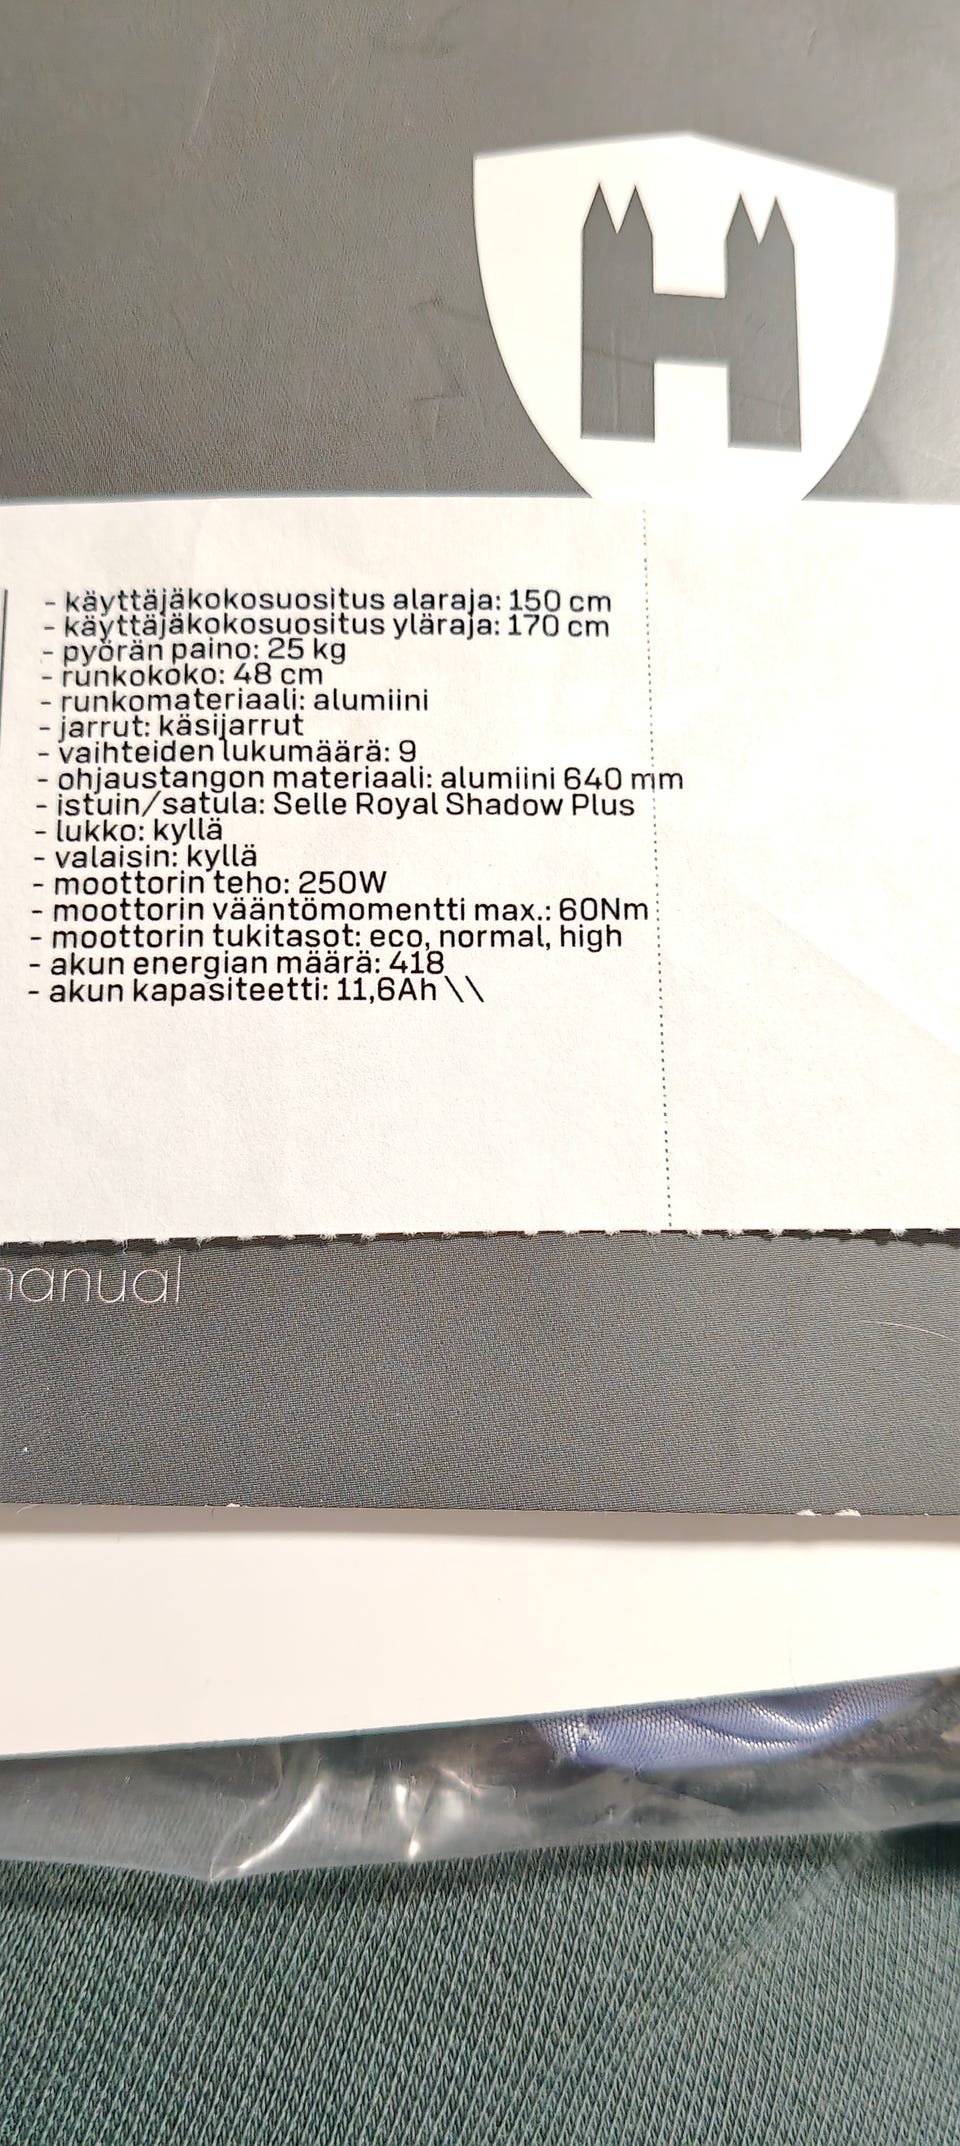 H
- käyttäjäkokosuositus alaraja: 150 cm
- käyttäjäkokosuositus yläraja: 170 cm
- pyörän paino: 25 kg
- runkokoko: 48 cm
- runkomateriaali: alumiini
- jarrut: käsijarrut
- vaihteiden lukumäärä: 9
- ohjaustangon materiaali: alumiini 640 mm
- istuin/satula: Selle Royal Shadow Plus
- lukko: kyllä
- valaisin: kyllä
- moottorin teho: 250W
- moottorin vääntömomentti max.: 60Nm
- moottorin tukitasot: eco, normal, high
- akun energian määrä: 418
- akun kapasiteetti: 11,6Ah \\
manual